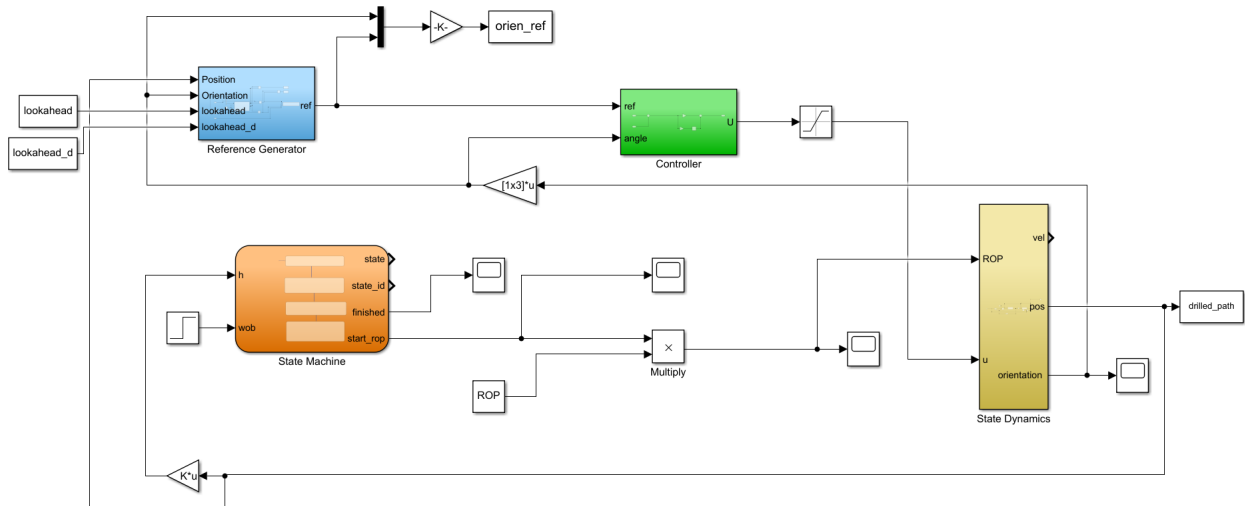 -K-
orien_ref
Position
Orientation
lookahead
lookahead_d
ref
Reference Generator
lookahead
lookahead_d
ref
angle
U
Controller
[1x3]*u
h
wob
state
state_id
finished
start_rop
State Machine
×
Multiply
ROP
ROP
u
vel
pos
orientation
State Dynamics
drilled_path
K*u